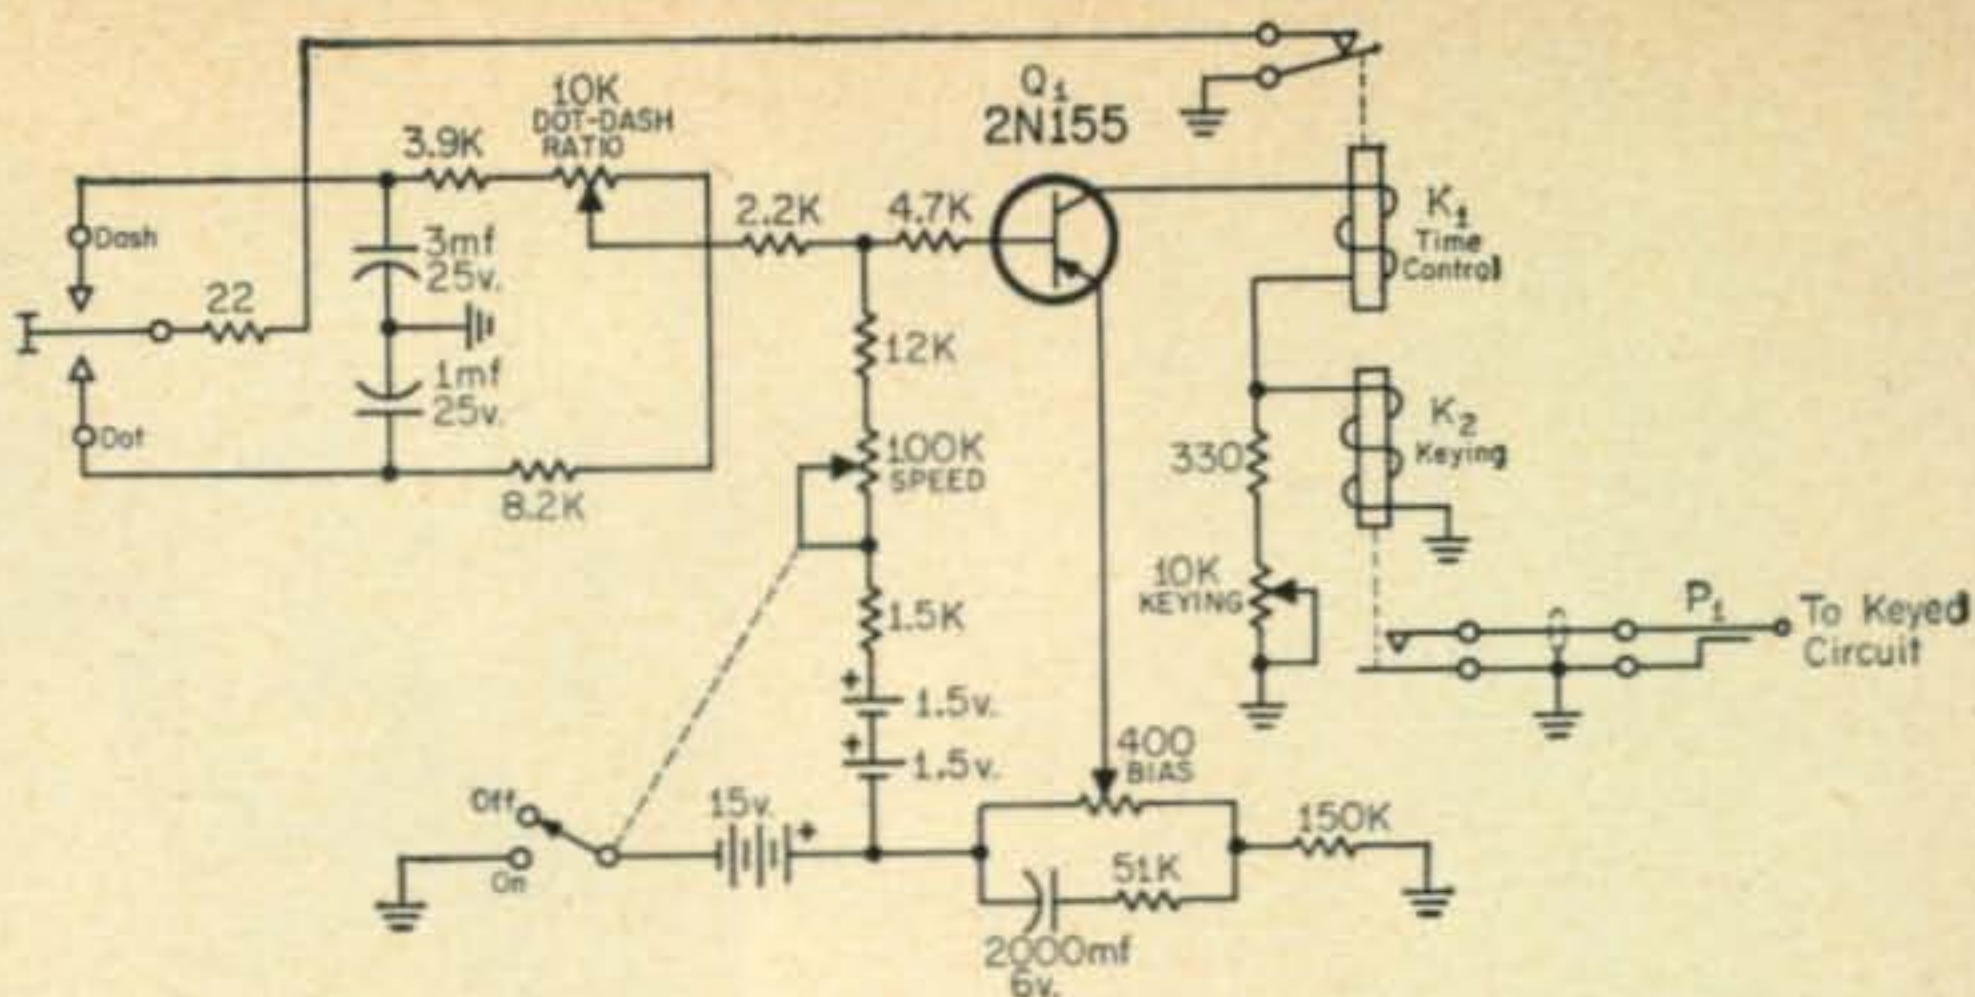 10K
DOT-DASH
RATIO
3.9K
Q1
2N155
2.2K
4.7K
K1
Time
Control
Dash
3mf
25v.
22
12K
1mf
25v.
Dot
8.2K
100K
SPEED
330
K2
Keying
10K
KEYING
1.5K
P1
To Keyed
Circuit
+
1.5v.
+
1.5v.
400
BIAS
Off
On
15v.
+
150K
51K
2000mf
6v.